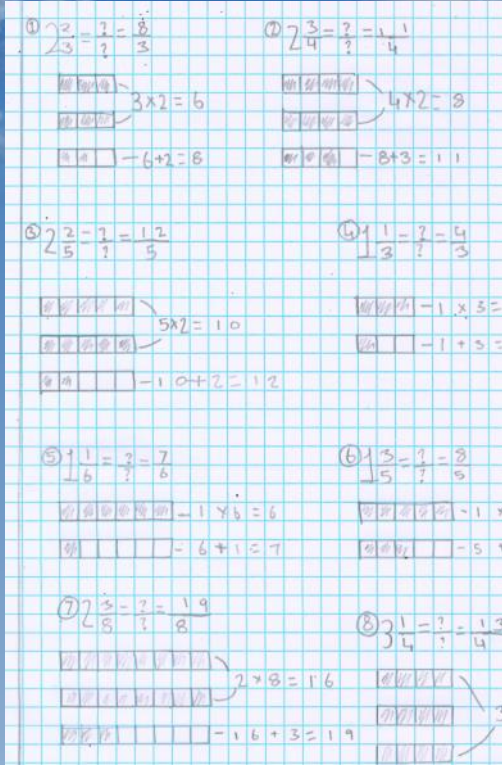 ① 2 2/3 = ?/? = 8/3
3 × 2 = 6
- 6 + 2 = 8
② 2 3/4 = ?/? = 11/4
4 × 2 = 8
- 8 + 3 = 11
③ 2 2/5 = ?/? = 12/5
5 × 2 = 10
- 10 + 2 = 12
④ 1 1/3 = ?/? = 4/3
- 1 × 3 =
- 1 + 3 =
⑤ 1 1/6 = ?/? = 7/6
- 1 × 6 = 6
- 6 + 1 = 7
⑥ 1 3/5 = ?/? = 8/5
- 1 ×
- 5 +
⑦ 2 3/8 = ?/? = 19/8
2 × 8 = 16
- 16 + 3 = 19
⑧ 3 1/4 = ?/? = 13/4
3